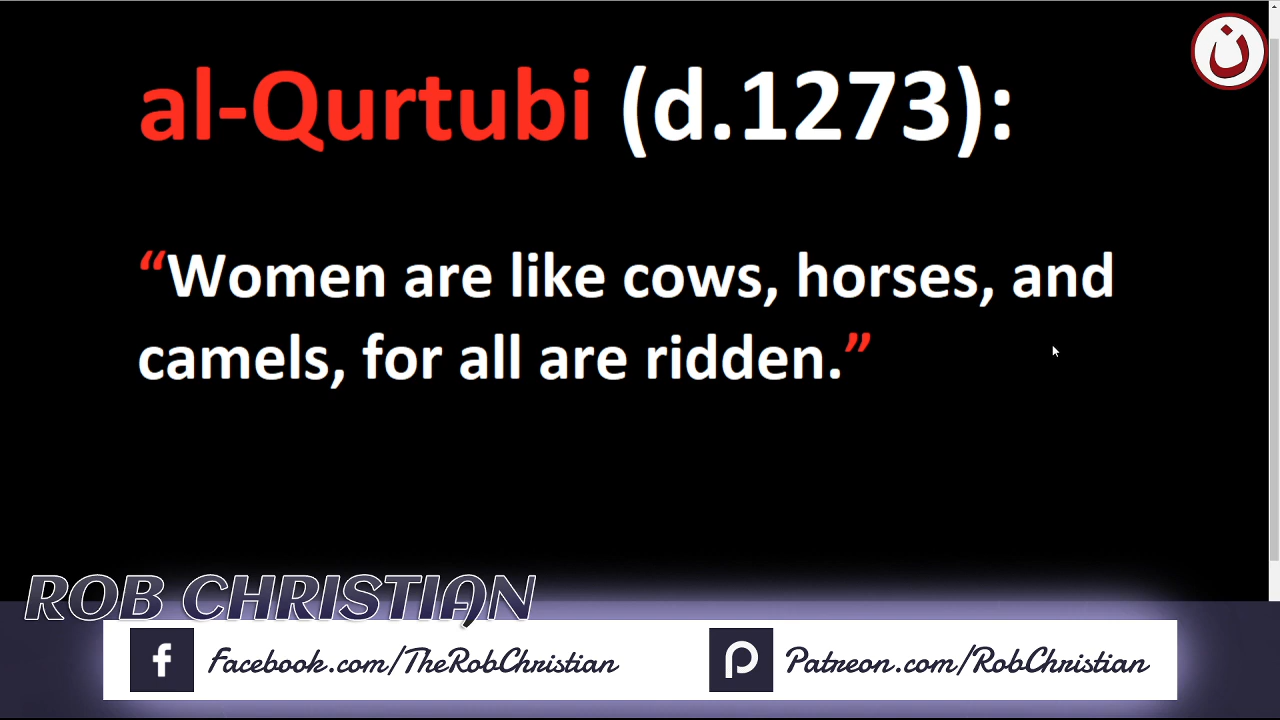 ن
al-Qurtubi (d.1273):
“Women are like cows, horses, and
camels, for all are ridden.”
ROB CHRISTIAN
f Facebook.com/TheRobChristian
Patreon.com/RobChristian